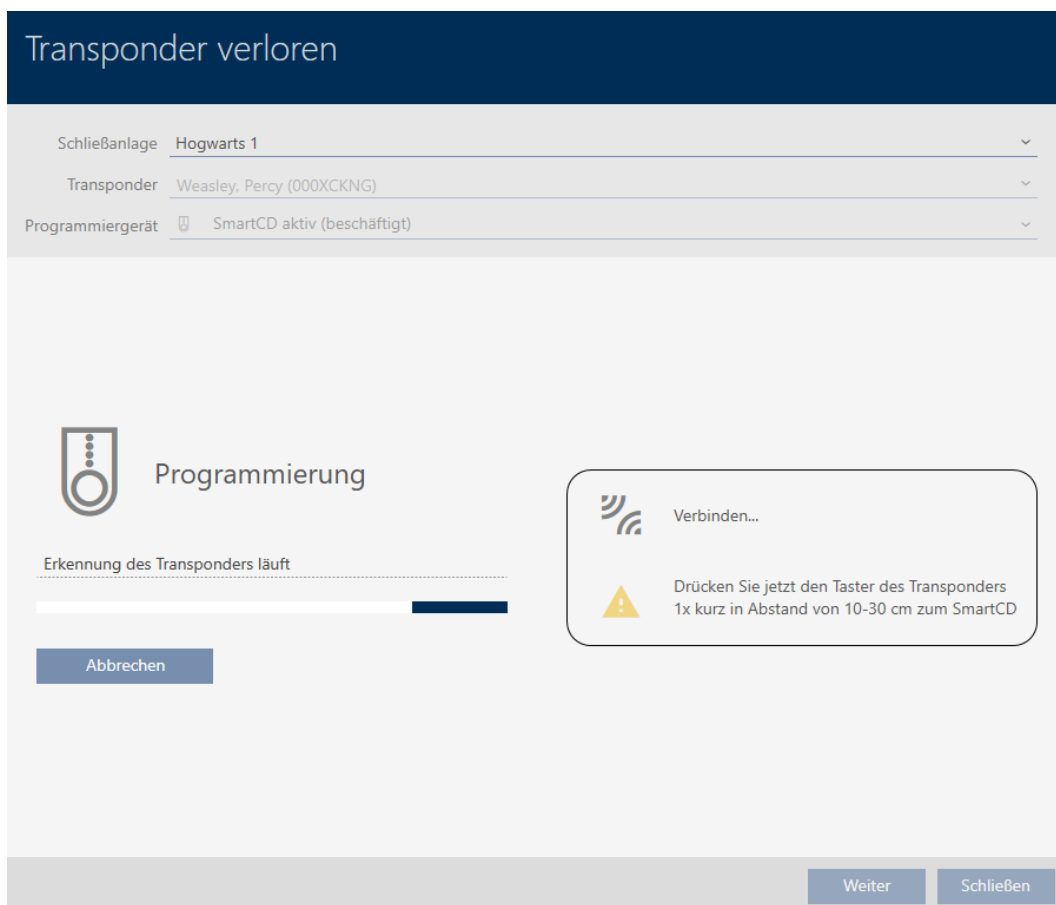 Transponder verloren
Schließanlage Hogwarts 1
Transponder Weasley, Percy (000XCKNG)
Programmiergerät SmartCD aktiv (beschäftigt)
Programmierung
Erkennung des Transponders läuft
Abbrechen
Verbinden...
Drücken Sie jetzt den Taster des Transponders
1x kurz in Abstand von 10-30 cm zum SmartCD
Weiter Schließen